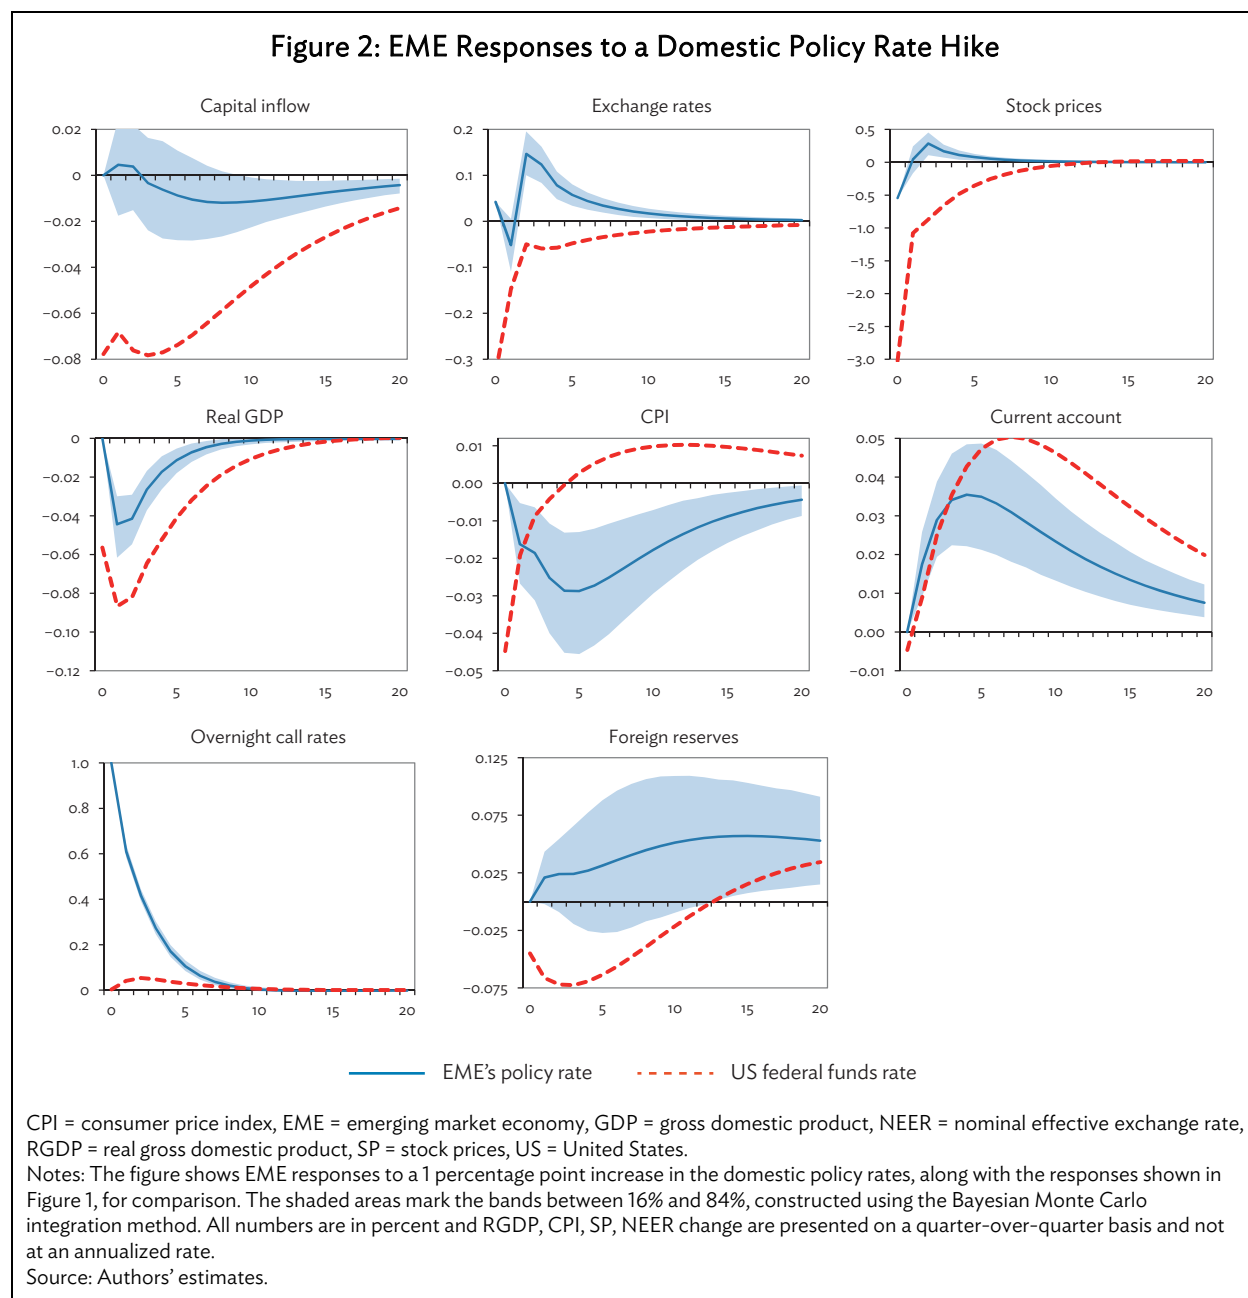 Figure 2: EME Responses to a Domestic Policy Rate Hike
Capital inflow
0.02
0
−0.02
−0.04
−0.06
−0.08
0 5 10 15 20
Exchange rates
0.2
0.1
0
−0.1
−0.2
−0.3
0 5 10 15 20
Stock prices
0.5
0
−0.5
−1.0
−1.5
−2.0
−2.5
−3.0
0 5 10 15 20
Real GDP
0
−0.02
−0.04
−0.06
−0.08
−0.10
−0.12
0 5 10 15 20
CPI
0.01
0.00
−0.01
−0.02
−0.03
−0.04
−0.05
0 5 10 15 20
Current account
0.05
0.04
0.03
0.02
0.01
0.00
−0.01
0 5 10 15 20
Overnight call rates
1.0
0.8
0.6
0.4
0.2
0
0 5 10 15 20
Foreign reserves
0.125
0.075
0.025
−0.025
−0.075
0 5 10 15 20
EME's policy rate US federal funds rate
CPI = consumer price index, EME = emerging market economy, GDP = gross domestic product, NEER = nominal effective exchange rate,
RGDP = real gross domestic product, SP = stock prices, US = United States.
Notes: The figure shows EME responses to a 1 percentage point increase in the domestic policy rates, along with the responses shown in
Figure 1, for comparison. The shaded areas mark the bands between 16% and 84%, constructed using the Bayesian Monte Carlo
integration method. All numbers are in percent and RGDP, CPI, SP, NEER change are presented on a quarter-over-quarter basis and not
at an annualized rate.
Source: Authors' estimates.